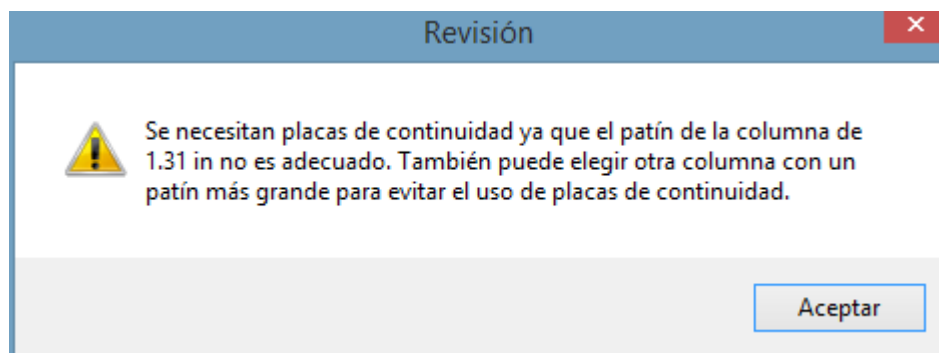 Revisión
Se necesitan placas de continuidad ya que el patín de la columna de
1.31 in no es adecuado. También puede elegir otra columna con un
patín más grande para evitar el uso de placas de continuidad.
Aceptar